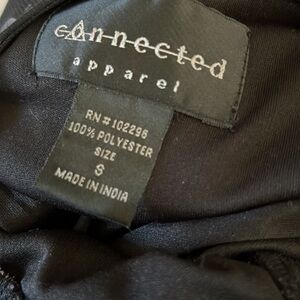 connected
apparel
RN#102296
100% POLYESTER
SIZE
S
MADE IN INDIA